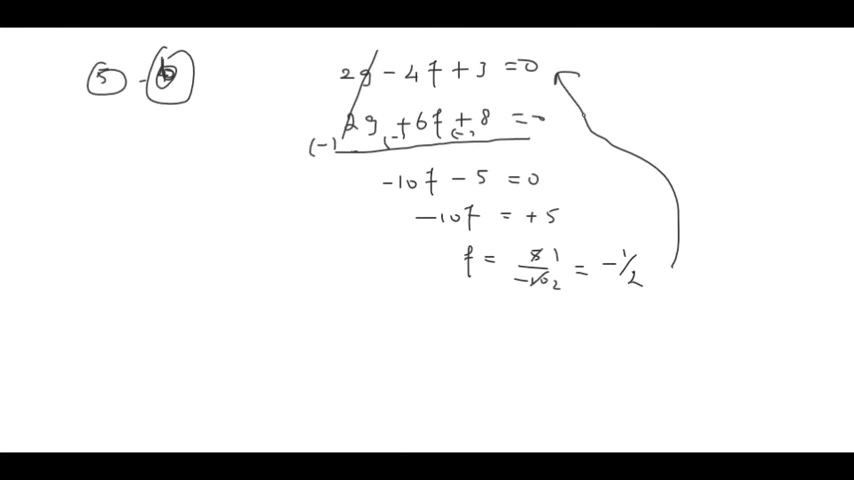 5 - 6
2g - 4f + 3 = 0
2g + 6f + 8 = 0
(-) (-) (-)
-10f - 5 = 0
-10f = + 5
f = 5 1 / -10 2 = -1/2